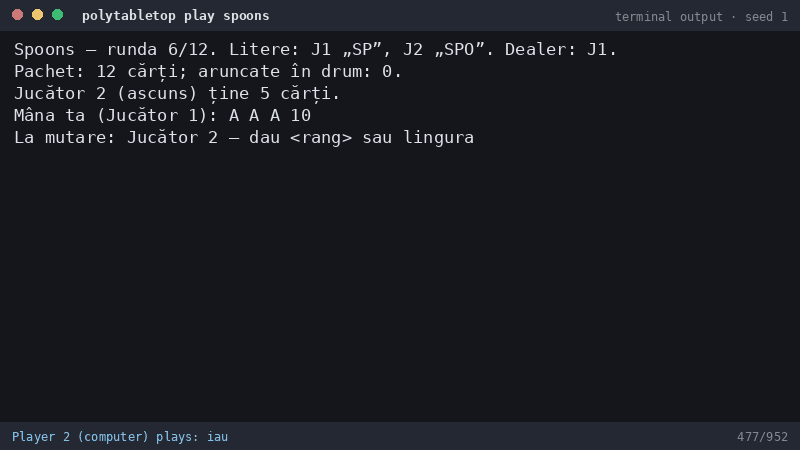 polytabletop play spoons
terminal output · seed 1
Spoons — runda 6/12. Litere: J1 „SP”, J2 „SPO”. Dealer: J1.
Pachet: 12 cărți; aruncate în drum: 0.
Jucător 2 (ascuns) ține 5 cărți.
Mâna ta (Jucător 1): A A A 10
La mutare: Jucător 2 — dau <rang> sau lingura
Player 2 (computer) plays: iau
477/952